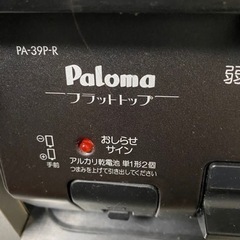 PA-39P-R
Paloma
フラットトップ
弱
おしらせ
サイン
手前
アルカリ乾電池 単1形2個
つまみを上げて引き出してください